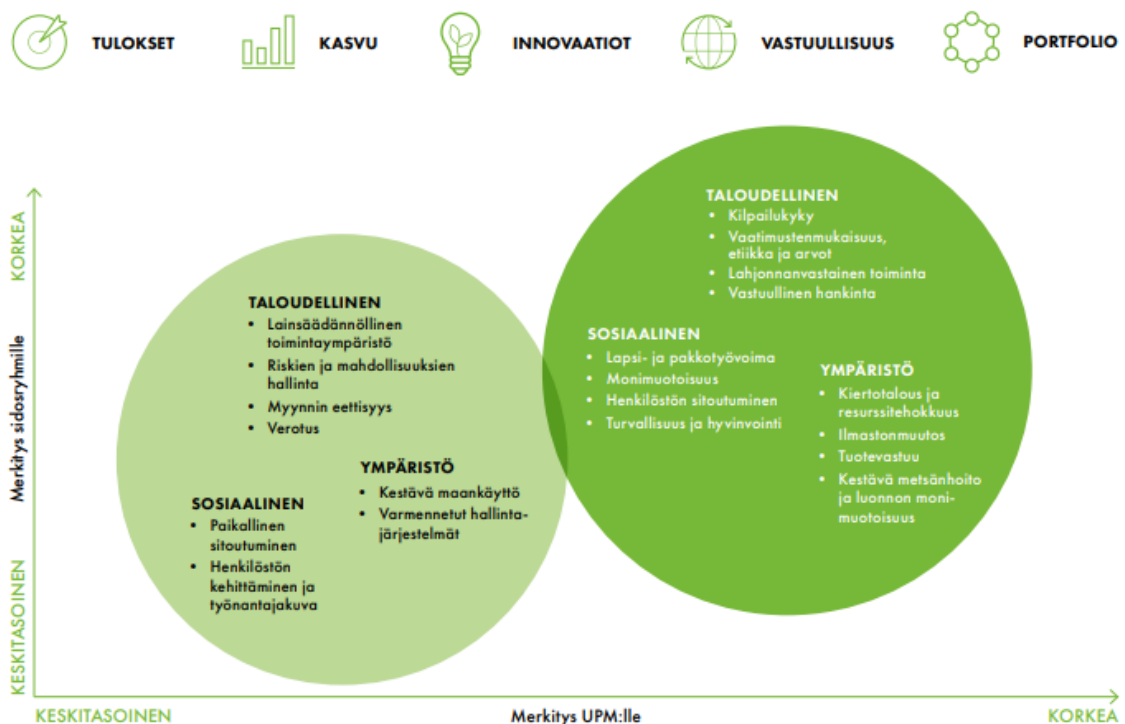 TULOKSET
KASVU
INNOVAATIOT
VASTUULLISUUS
PORTFOLIO
KORKEA
Merkitys sidosryhmille
KESKITASOINEN
TALOUDELLINEN
• Lainsäädännöllinen
toimintaympäristö
• Riskien ja mahdollisuuksien
hallinta
• Myynnin eettisyys
• Verotus
YMPÄRISTÖ
• Kestävä maankäyttö
• Varmennetut hallinta-
järjestelmät
SOSIAALINEN
• Paikallinen
sitoutuminen
• Henkilöstön
kehittäminen ja
työnantajakuva
TALOUDELLINEN
• Kilpailukyky
• Vaatimustenmukaisuus,
etiikka ja arvot
• Lahjonnanvastainen toiminta
• Vastuullinen hankinta
SOSIAALINEN
• Lapsi- ja pakkotyövoima
• Monimuotoisuus
• Henkilöstön sitoutuminen
• Turvallisuus ja hyvinvointi
YMPÄRISTÖ
• Kiertotalous ja
resurssitehokkuus
• Ilmastonmuutos
• Tuotevastuu
• Kestävä metsänhoito
ja luonnon moni-
muotoisuus
KESKITASOINEN
Merkitys UPM:lle
KORKEA